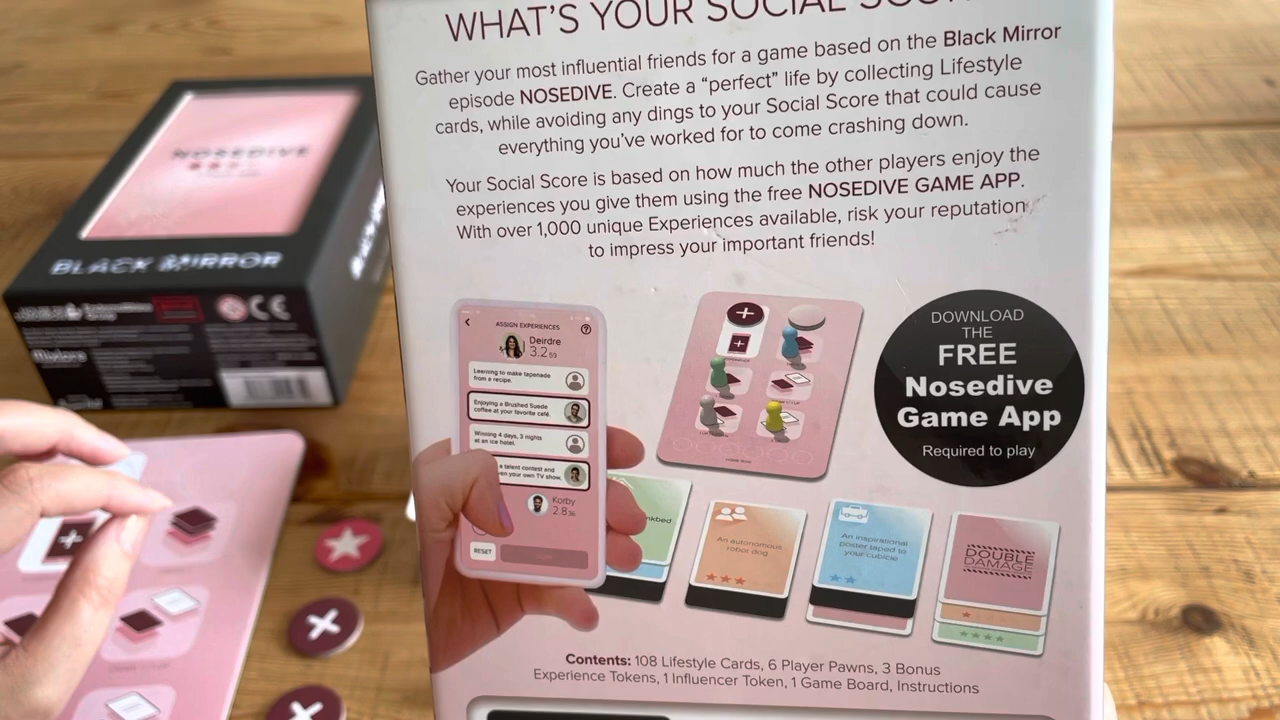 WHAT'S YOUR SOCIAL
Gather your most influential friends for a game based on the Black Mirror
episode NOSEDIVE. Create a “perfect” life by collecting Lifestyle
cards, while avoiding any dings to your Social Score that could cause
everything you’ve worked for to come crashing down.
Your Social Score is based on how much the other players enjoy the
experiences you give them using the free NOSEDIVE GAME APP.
With over 1,000 unique Experiences available, risk your reputation
to impress your important friends!
NOSEDIVE
BLACK MIRROR
CE
ASSIGN EXPERIENCES
?
Deirdre
3.259
Learning to make tapenade
from a recipe.
Enjoying a Brushed Suede
coffee at your favorite café.
Winning 4 days, 3 nights
at an ice hotel.
a talent contest and
your own TV show.
Korby
2.836
RESET
DOWNLOAD
THE
FREE
Nosedive
Game App
Required to play
An autonomous
robot dog
An inspirational
poster taped to
your cubicle
DOUBLE
DAMAGE
Contents: 108 Lifestyle Cards, 6 Player Pawns, 3 Bonus
Experience Tokens, 1 Influencer Token, 1 Game Board, Instructions